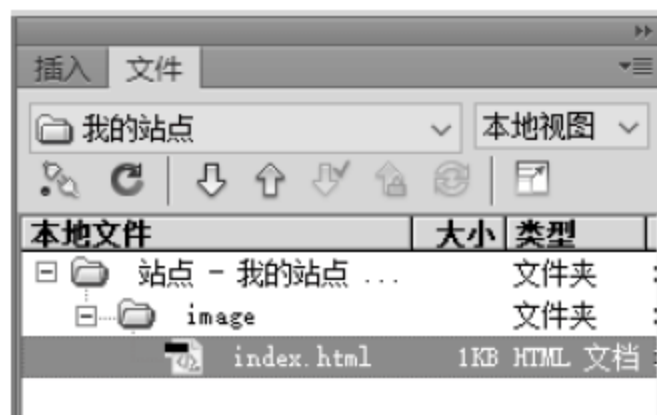 插入 文件
我的站点 本地视图
本地文件 大小 类型
站点 - 我的站点 ... 文件夹
image 文件夹
index.html 1KB HTML 文档